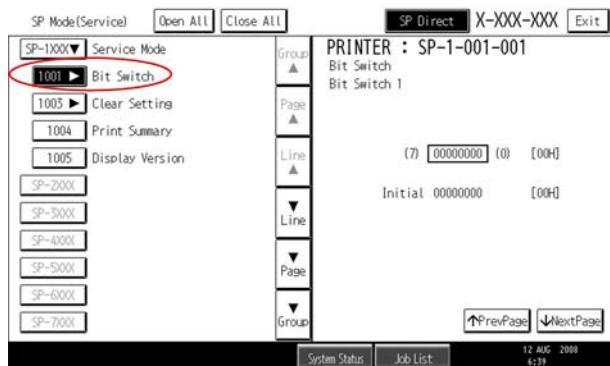 SP Mode(Service) Open All Close All SP Direct X-XXX-XXX Exit
SP-1XXX▼ Service Mode
1001 ► Bit Switch
1003 ► Clear Setting
1004 Print Summary
1005 Display Version
SP-2XXX
SP-3XXX
SP-4XXX
SP-5XXX
SP-6XXX
SP-7XXX
Group ▲
Page ▲
Line ▲
▼ Line
▼ Page
▼ Group
PRINTER : SP-1-001-001
Bit Switch
Bit Switch 1
(7) 00000000 (0) [00H]
Initial 00000000 [00H]
↑PrevPage ↓NextPage
System Status Job List 12 AUG 2008
6:39